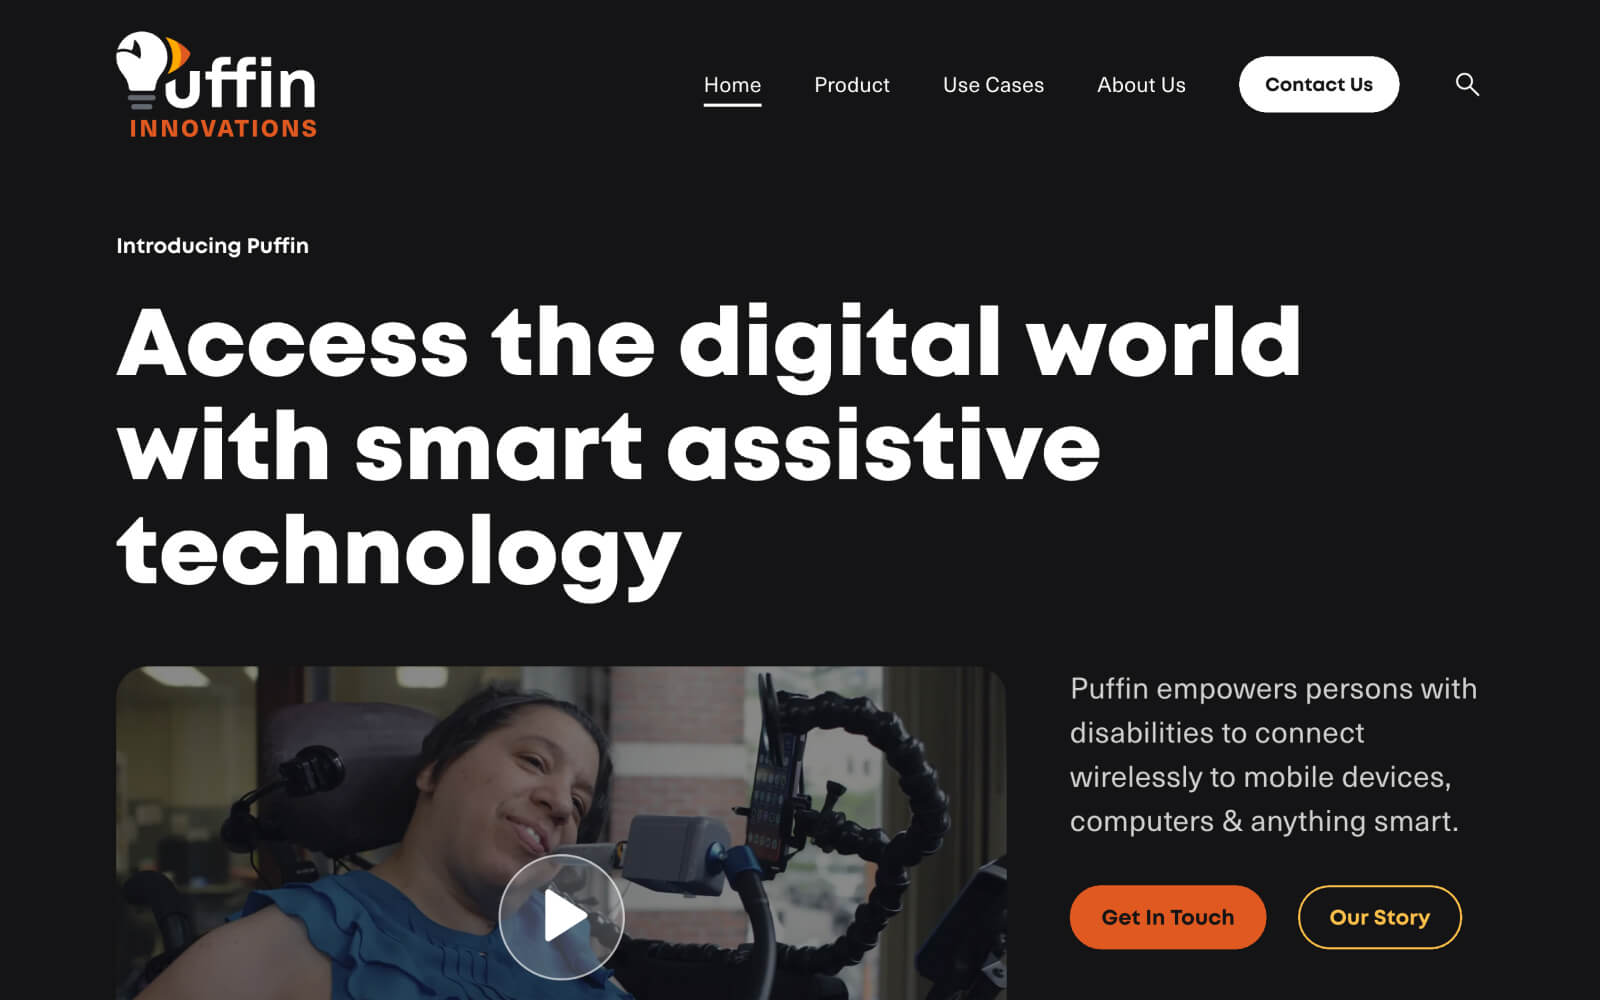 Puffin
INNOVATIONS
Home
Product
Use Cases
About Us
Contact Us
Introducing Puffin
Access the digital world
with smart assistive
technology
Puffin empowers persons with
disabilities to connect
wirelessly to mobile devices,
computers & anything smart.
Get In Touch
Our Story